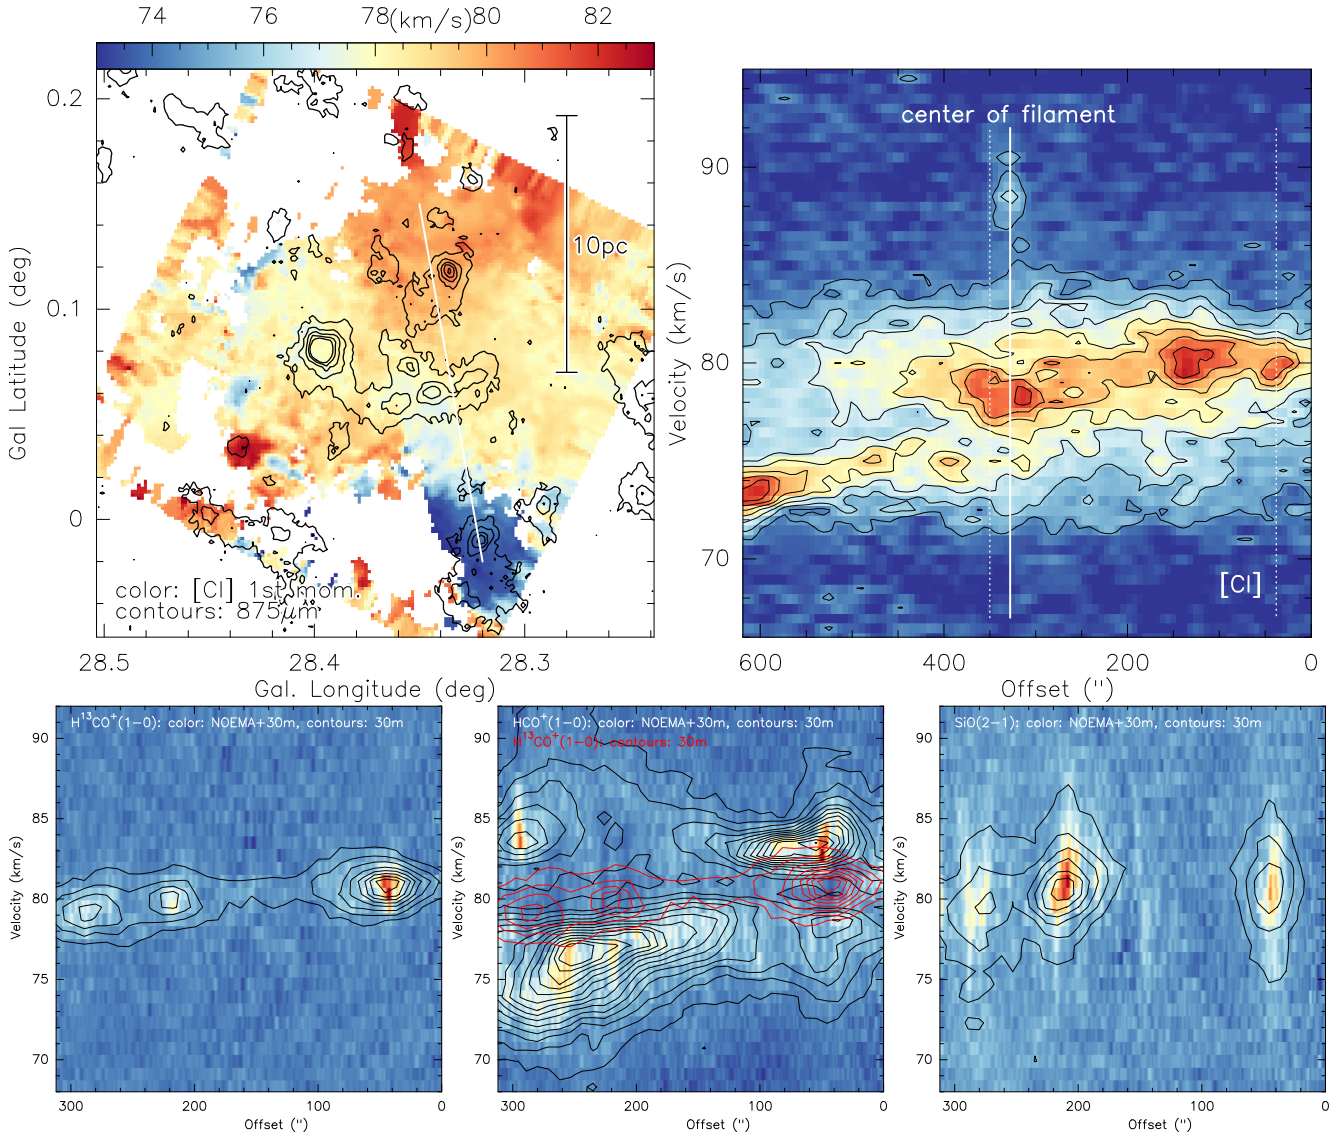 74 76 78 (km/s) 80 82
0.2
0.1
0
Gal Latitude (deg)
10pc
color: [CI] 1st mom.
contours: 875μm
28.5 28.4 28.3
Gal. Longitude (deg)
center of filament
90
80
70
Velocity (km/s)
[CI]
600 400 200 0
Offset (")
H¹³CO⁺(1-0): color: NOEMA+30m, contours: 30m
90
85
80
75
70
Velocity (km/s)
300 200 100 0
Offset (")
HCO⁺(1-0): color: NOEMA+30m, contours: 30m
H¹³CO⁺(1-0): contours: 30m
90
85
80
75
70
Velocity (km/s)
300 200 100 0
Offset (")
SiO(2-1): color: NOEMA+30m, contours: 30m
90
85
80
75
70
Velocity (km/s)
300 200 100 0
Offset (")